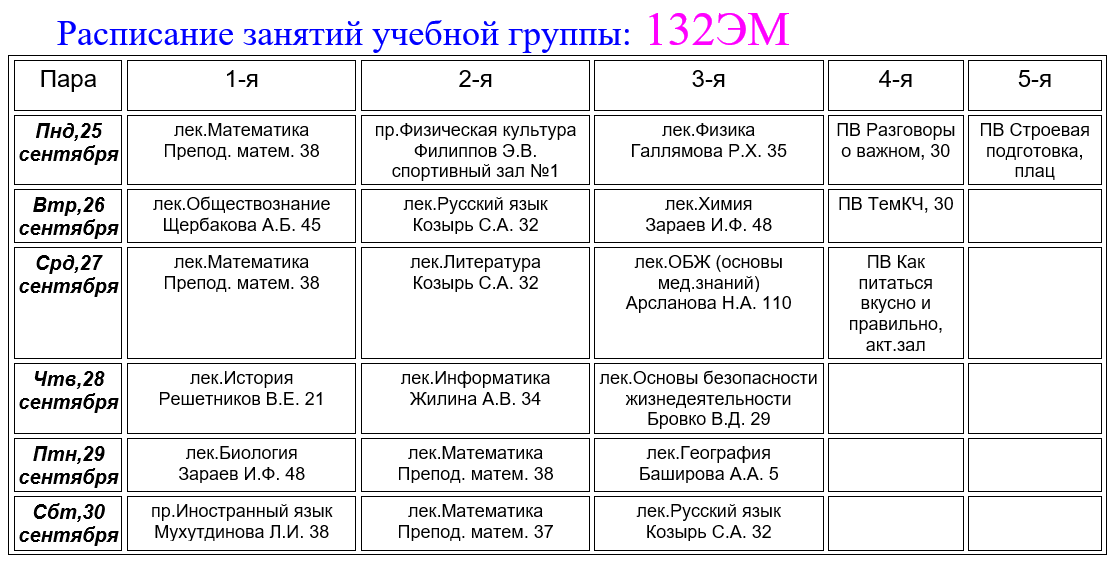 Расписание занятий учебной группы: 132ЭМ
Пара 1-я 2-я 3-я 4-я 5-я
Пнд,25 сентября
лек.Математика
Препод. матем. 38
пр.Физическая культура
Филиппов Э.В.
спортивный зал №1
лек.Физика
Галлямова Р.Х. 35
ПВ Разговоры
о важном, 30
ПВ Строевая
подготовка,
плац
Втр,26
сентября
лек.Обществознание
Щербакова А.Б. 45
лек.Русский язык
Козырь С.А. 32
лек.Химия
Зараев И.Ф. 48
ПВ ТемКЧ, 30
Срд,27
сентября
лек.Математика
Препод. матем. 38
лек.Литература
Козырь С.А. 32
лек.ОБЖ (основы
мед.знаний)
Арсланова Н.А. 110
ПВ Как
питаться
вкусно и
правильно,
акт.зал
Чтв,28
сентября
лек.История
Решетников В.Е. 21
лек.Информатика
Жилина А.В. 34
лек.Основы безопасности
жизнедеятельности
Бровко В.Д. 29
Птн,29
сентября
лек.Биология
Зараев И.Ф. 48
лек.Математика
Препод. матем. 38
лек.География
Баширова А.А. 5
Сбт,30
сентября
пр.Иностранный язык
Мухутдинова Л.И. 38
лек.Математика
Препод. матем. 37
лек.Русский язык
Козырь С.А. 32